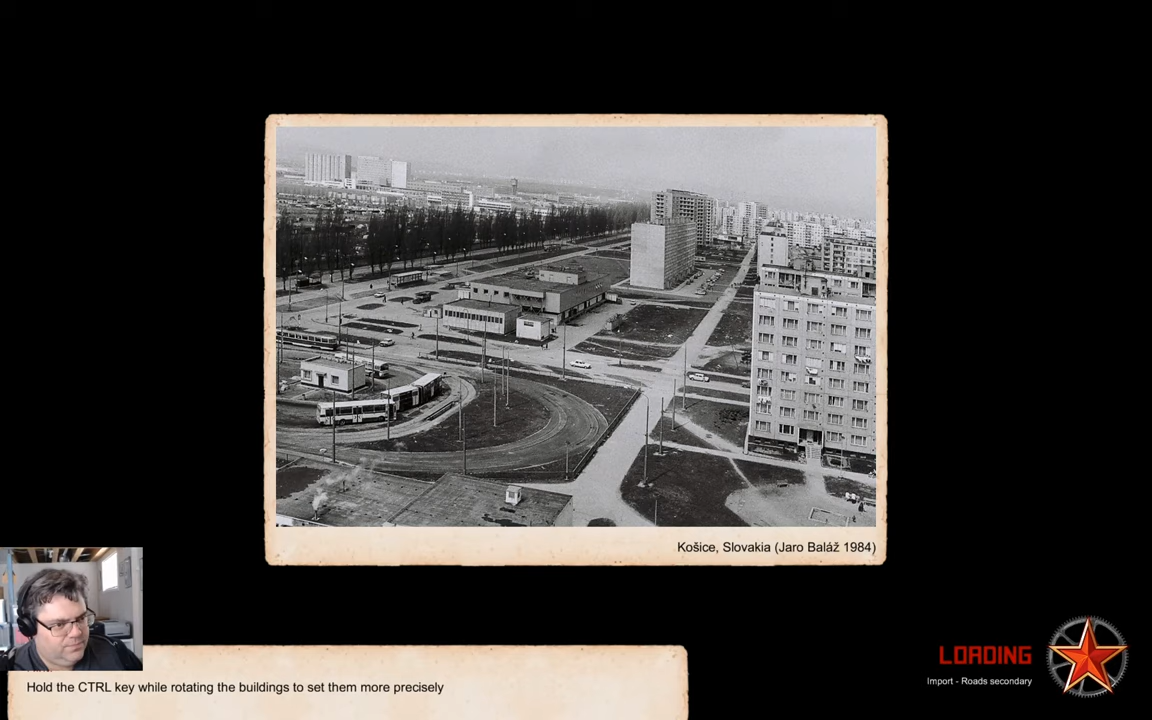 Košice, Slovakia (Jaro Baláž 1984)
LOADING
Import - Roads secondary
Hold the CTRL key while rotating the buildings to set them more precisely